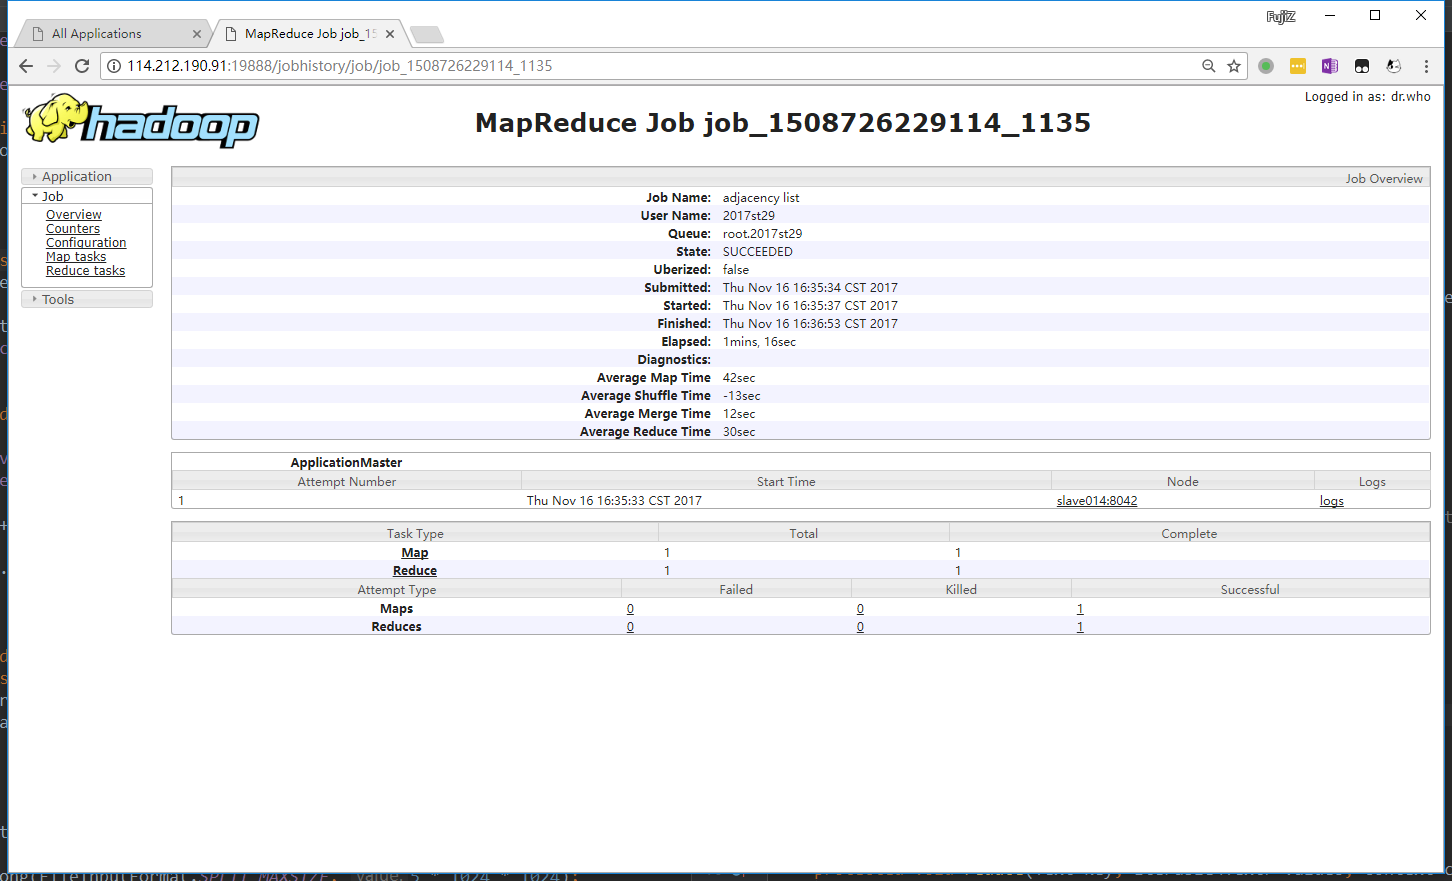 FujiZ
All Applications
MapReduce Job job_15
114.212.190.91:19888/jobhistory/job/job_1508726229114_1135
Logged in as: dr.who
hadoop
MapReduce Job job_1508726229114_1135
Application
Job
Overview
Counters
Configuration
Map tasks
Reduce tasks
Tools
Job Overview
Job Name: adjacency list
User Name: 2017st29
Queue: root.2017st29
State: SUCCEEDED
Uberized: false
Submitted: Thu Nov 16 16:35:34 CST 2017
Started: Thu Nov 16 16:35:37 CST 2017
Finished: Thu Nov 16 16:36:53 CST 2017
Elapsed: 1mins, 16sec
Diagnostics:
Average Map Time 42sec
Average Shuffle Time -13sec
Average Merge Time 12sec
Average Reduce Time 30sec
ApplicationMaster
Attempt Number Start Time Node Logs
1 Thu Nov 16 16:35:33 CST 2017 slave014:8042 logs
Task Type Total Complete
Map 1 1
Reduce 1 1
Attempt Type Failed Killed Successful
Maps 0 0 1
Reduces 0 0 1